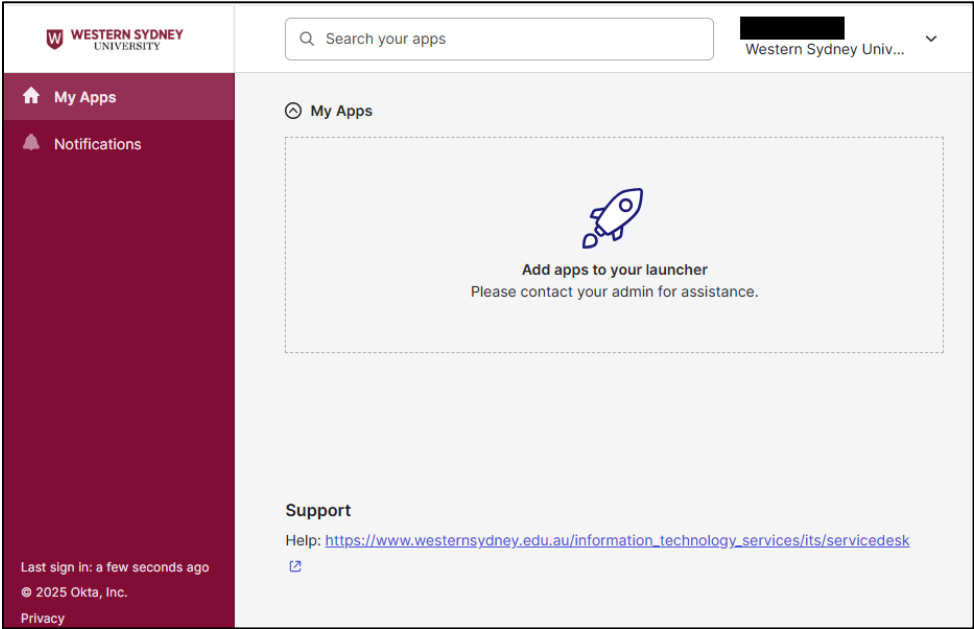 WESTERN SYDNEY
UNIVERSITY
Search your apps
Western Sydney Univ...
My Apps
Notifications
My Apps
Add apps to your launcher
Please contact your admin for assistance.
Support
Help: https://www.westernsydney.edu.au/information_technology_services/its/servicedesk
Last sign in: a few seconds ago
© 2025 Okta, Inc.
Privacy